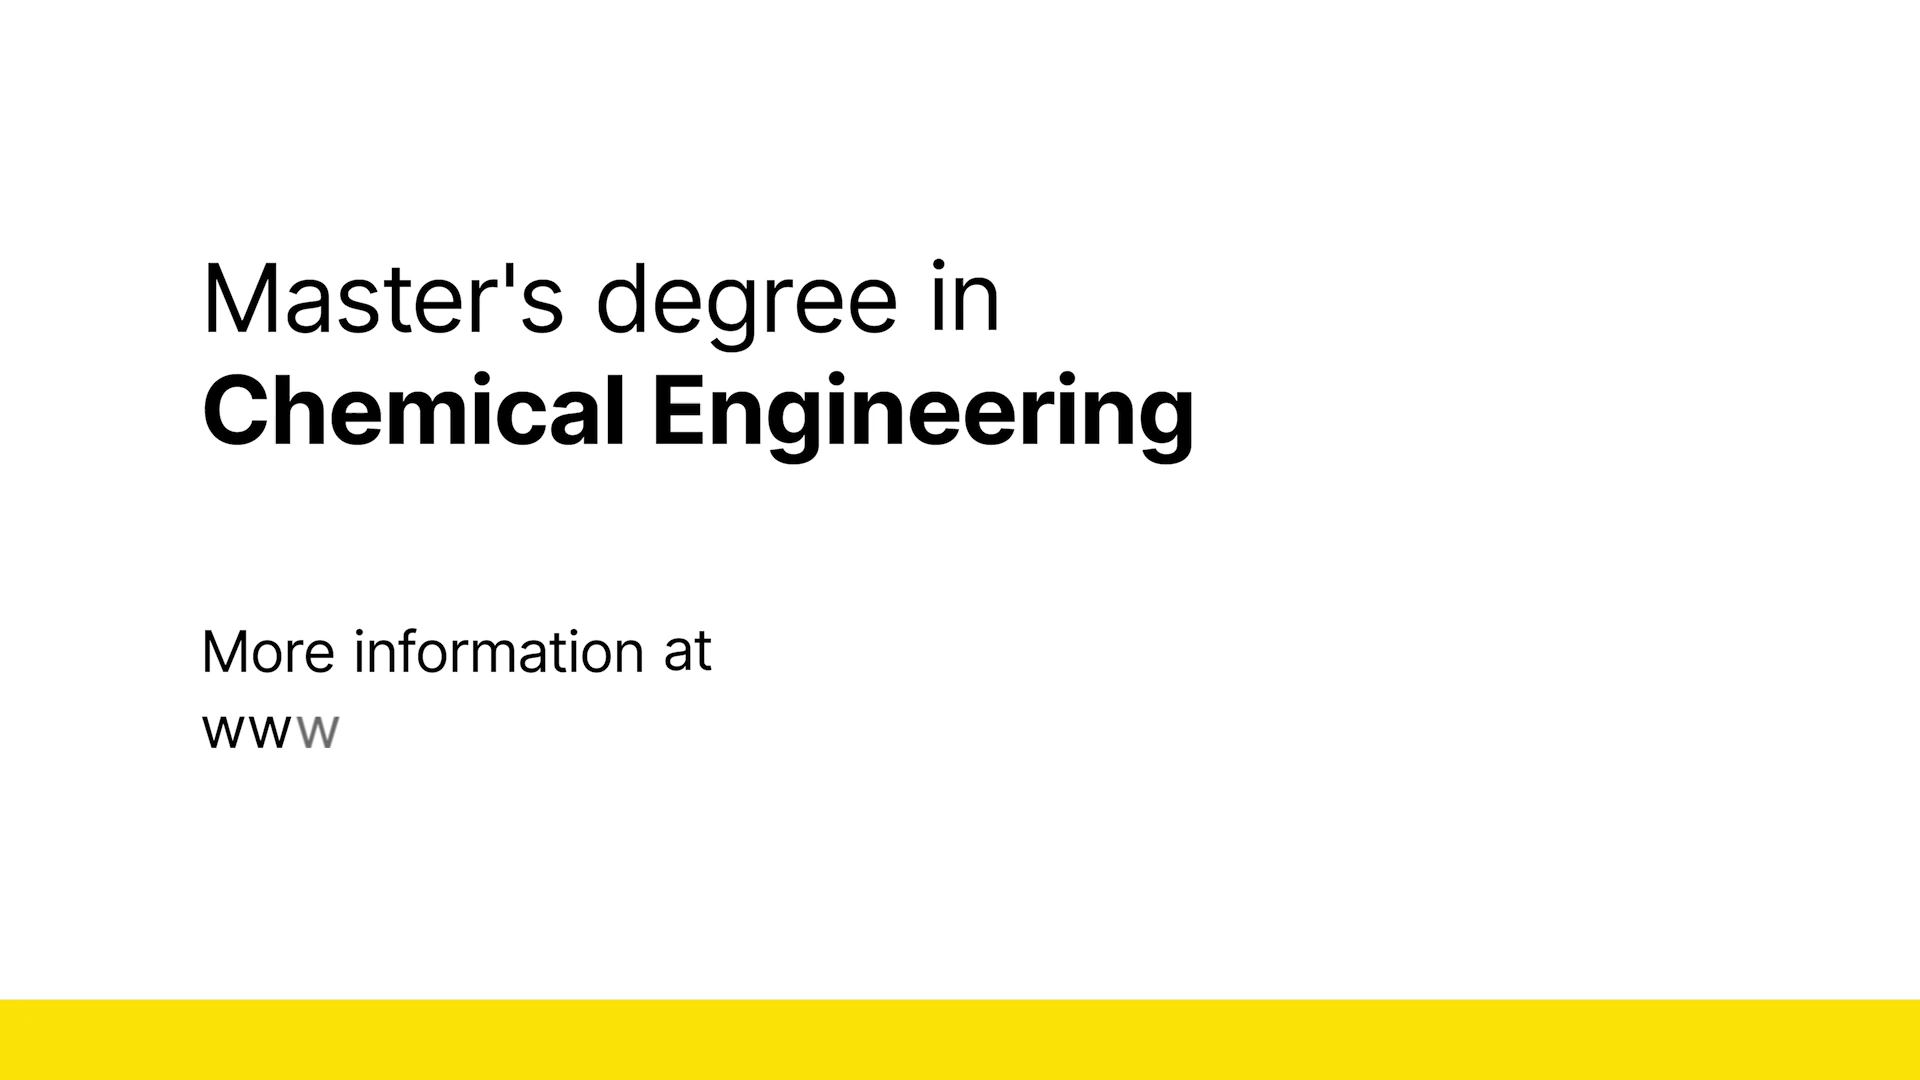 Master's degree in
Chemical Engineering
More information at
www